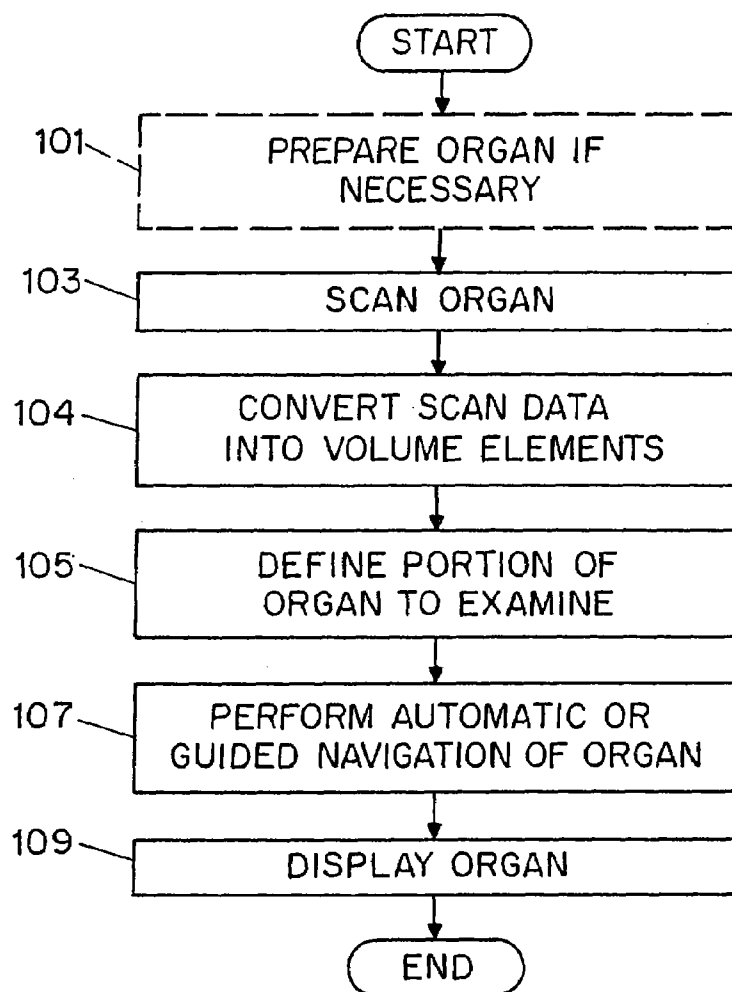 START
101
PREPARE ORGAN IF
NECESSARY
103
SCAN ORGAN
104
CONVERT SCAN DATA
INTO VOLUME ELEMENTS
105
DEFINE PORTION OF
ORGAN TO EXAMINE
107
PERFORM AUTOMATIC OR
GUIDED NAVIGATION OF ORGAN
109
DISPLAY ORGAN
END